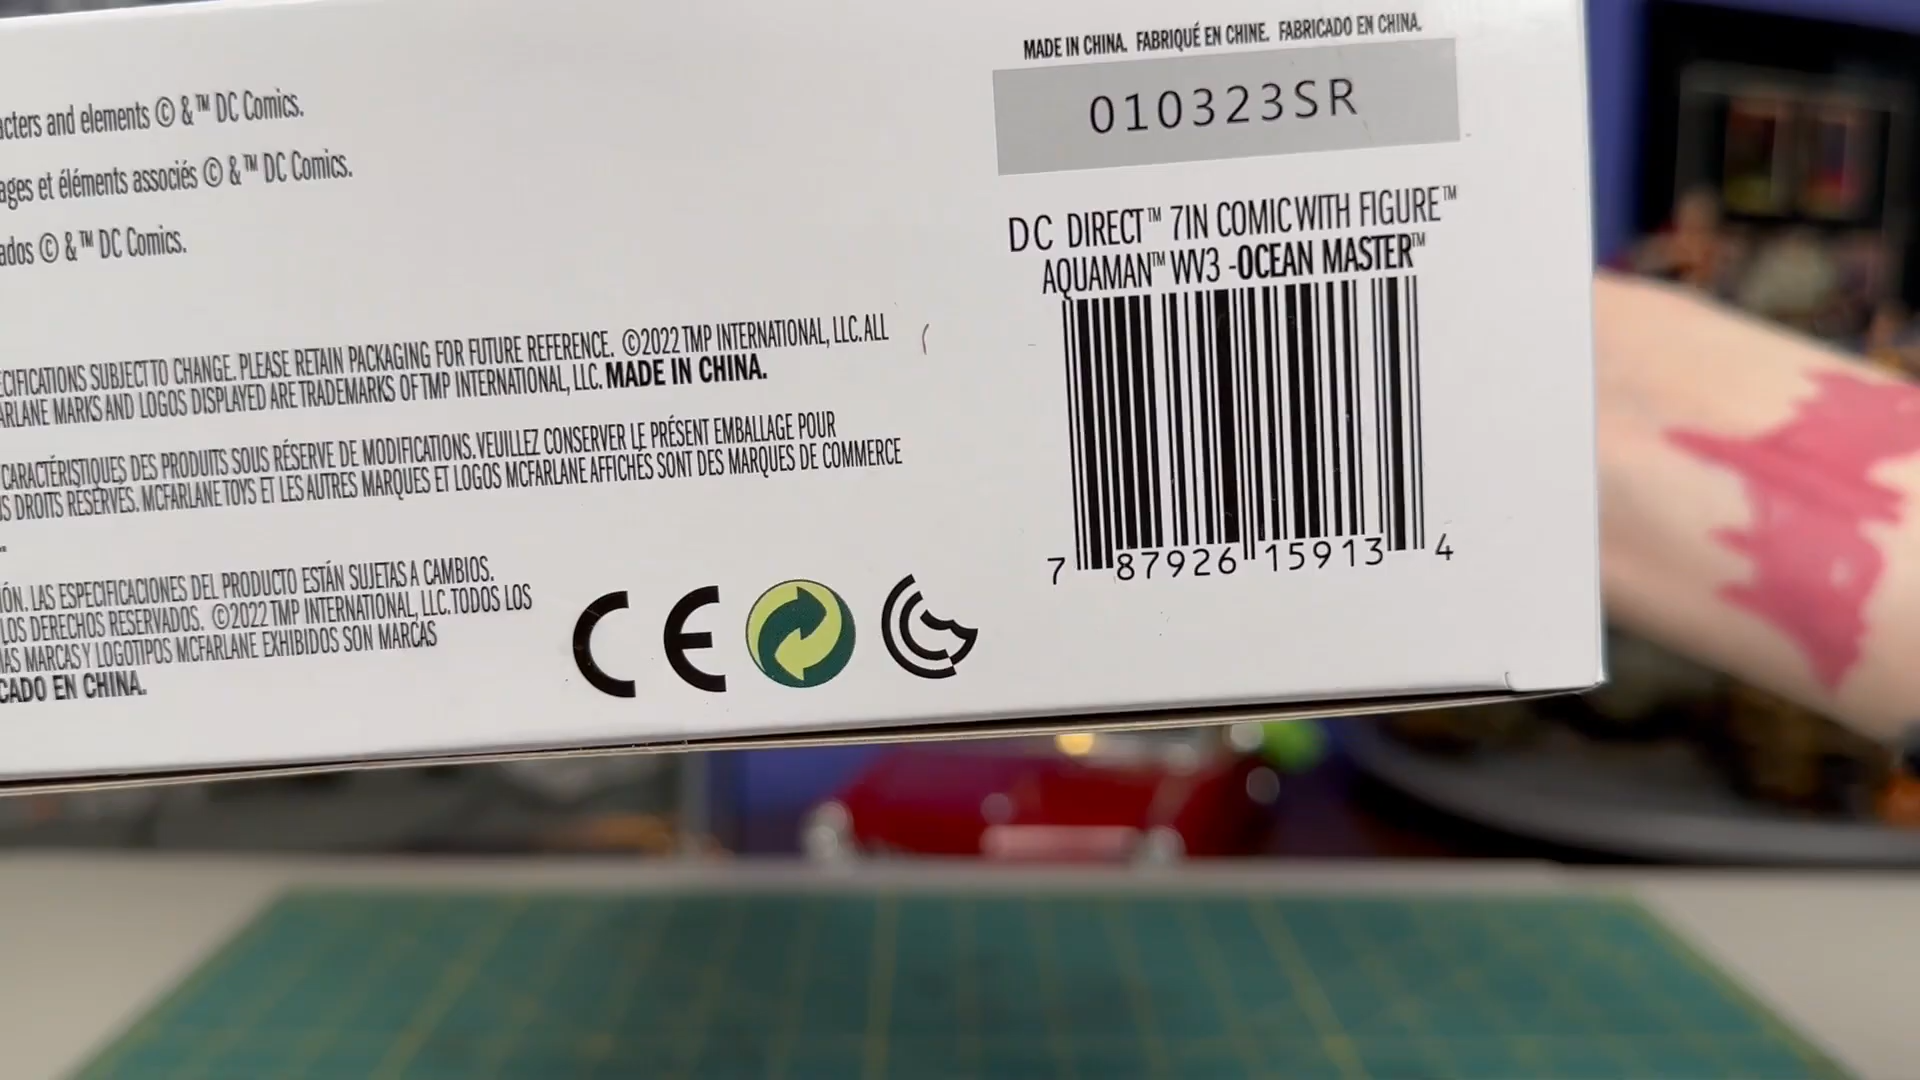 acters and elements © & ™ DC Comics.
ages et éléments associés © & ™ DC Comics.
ados © & ™ DC Comics.
ECIFICATIONS SUBJECT TO CHANGE. PLEASE RETAIN PACKAGING FOR FUTURE REFERENCE. ©2022 TMP INTERNATIONAL, LLC. ALL
ARLANE MARKS AND LOGOS DISPLAYED ARE TRADEMARKS OF TMP INTERNATIONAL, LLC. MADE IN CHINA.
CARACTÉRISTIQUES DES PRODUITS SOUS RÉSERVE DE MODIFICATIONS. VEUILLEZ CONSERVER LE PRÉSENT EMBALLAGE POUR
S DROITS RÉSERVÉS. MCFARLANE TOYS ET LES AUTRES MARQUES ET LOGOS MCFARLANE AFFICHÉS SONT DES MARQUES DE COMMERCE
ÓN. LAS ESPECIFICACIONES DEL PRODUCTO ESTÁN SUJETAS A CAMBIOS.
LOS DERECHOS RESERVADOS. ©2022 TMP INTERNATIONAL, LLC. TODOS LOS
MÁS MARCAS Y LOGOTIPOS MCFARLANE EXHIBIDOS SON MARCAS
CADO EN CHINA.
CE
MADE IN CHINA. FABRIQUÉ EN CHINE. FABRICADO EN CHINA.
010323SR
DC DIRECT™ 7IN COMIC WITH FIGURE™
AQUAMAN™ WV3 -OCEAN MASTER™
7 87926 15913 4